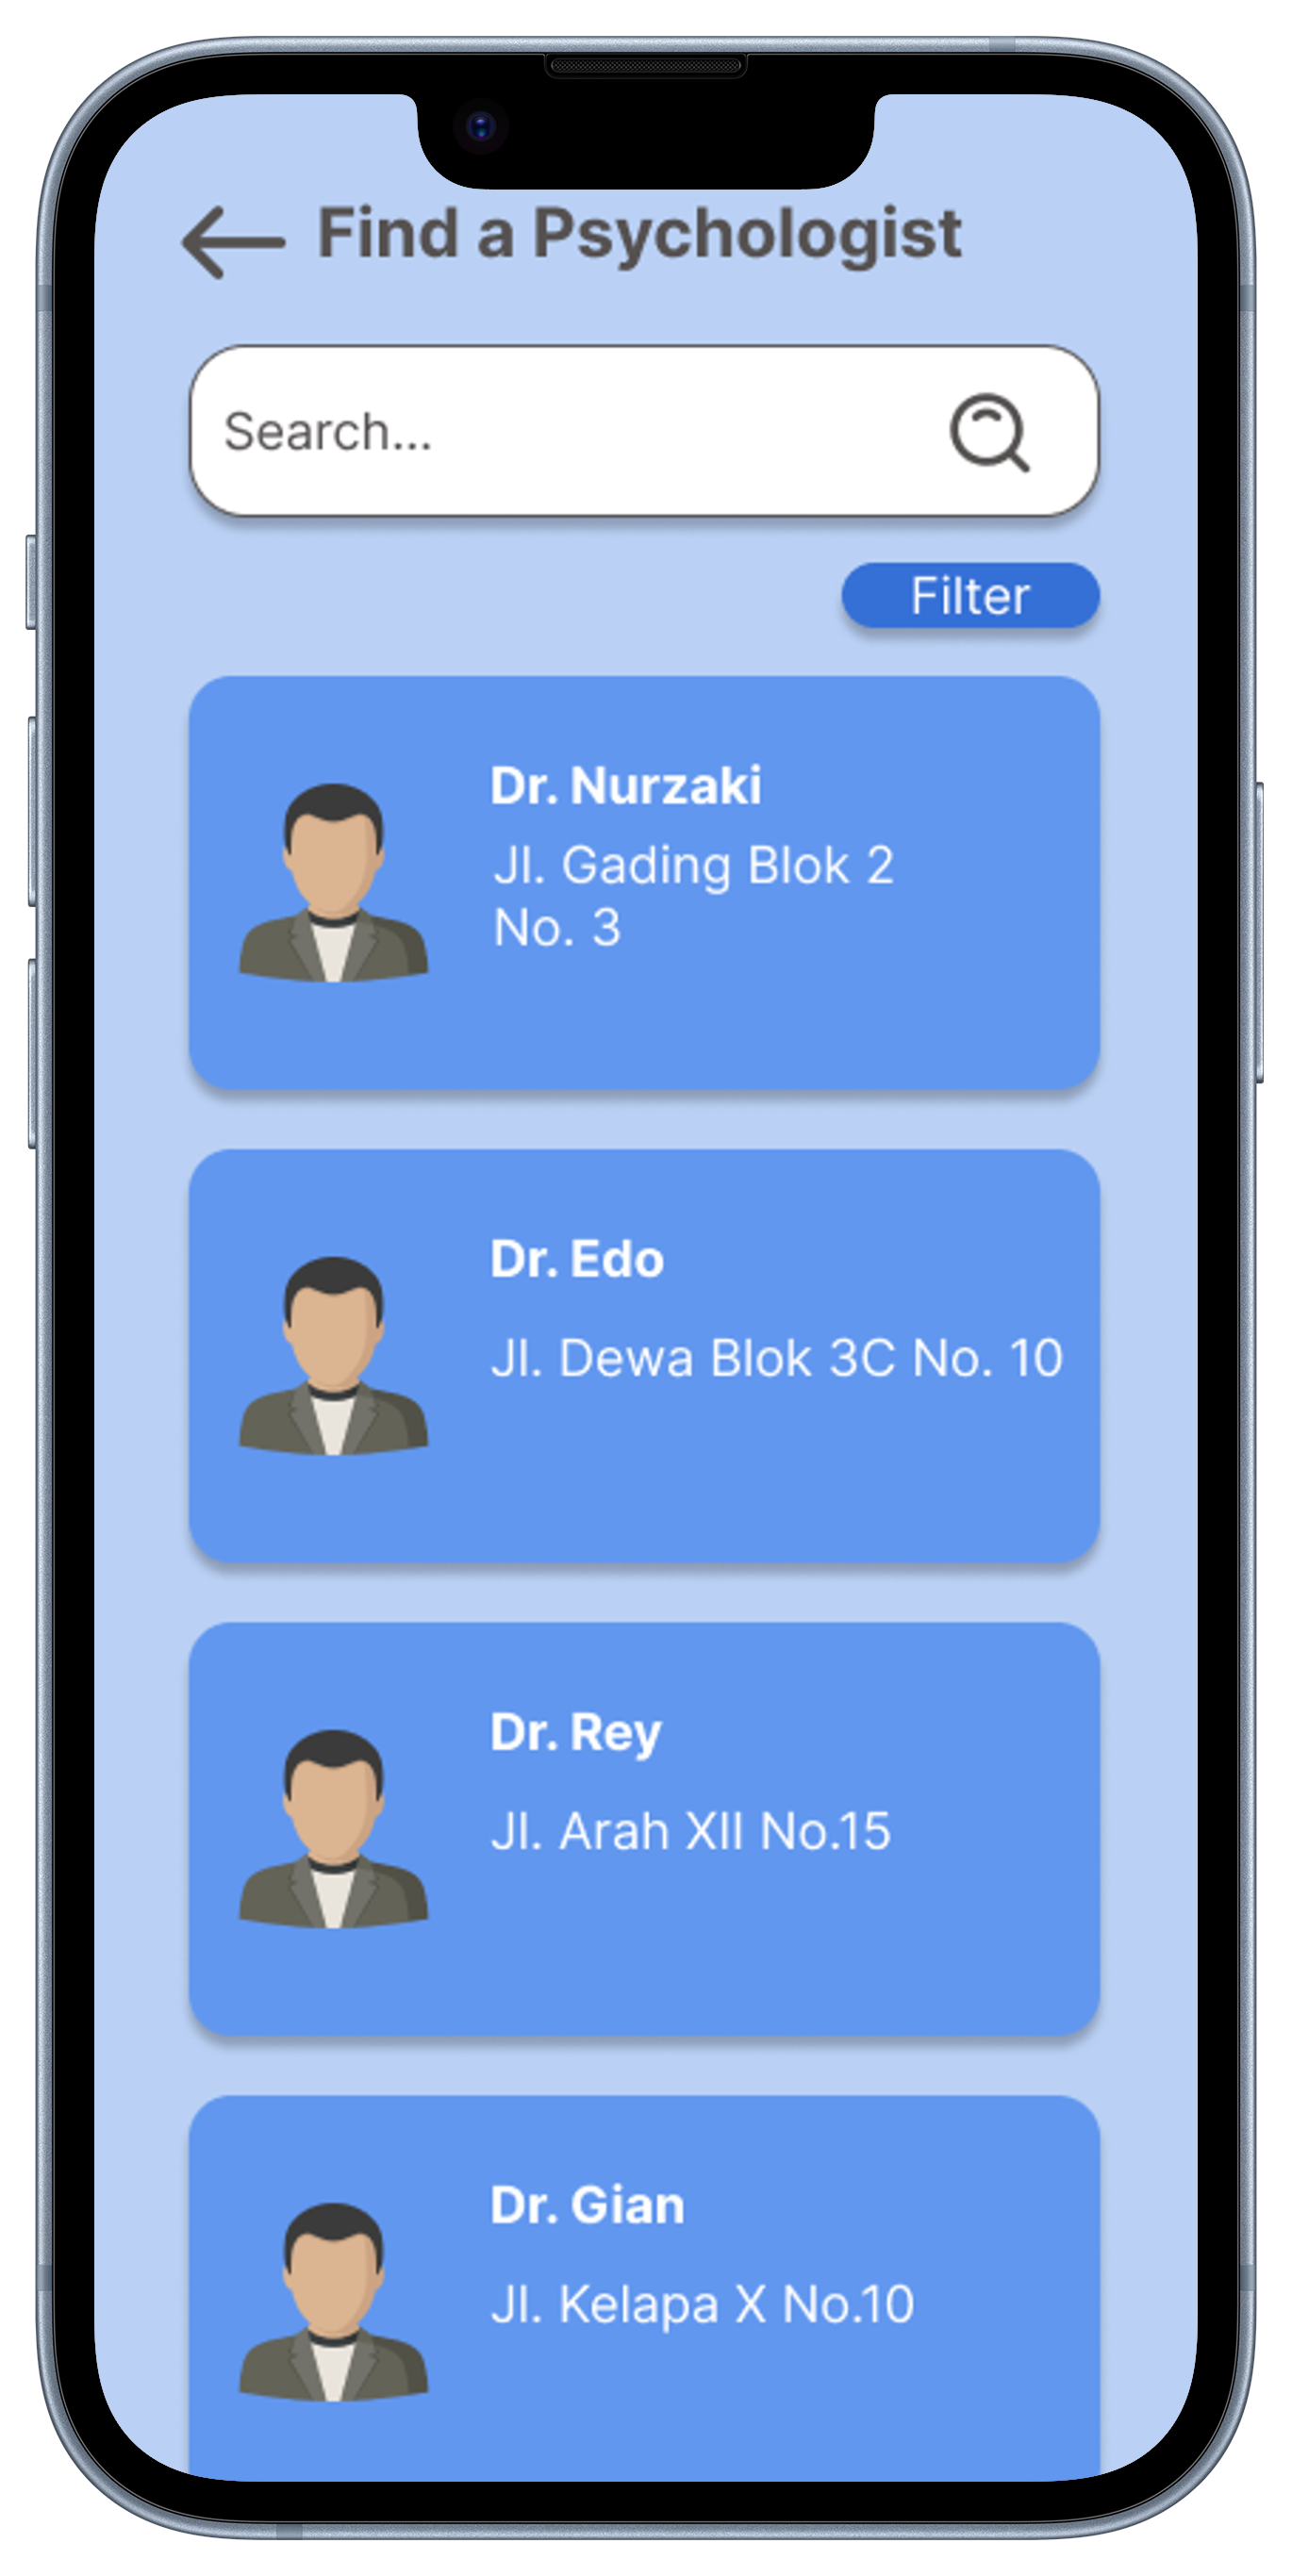 Find a Psychologist
Search...
Filter
Dr. Nurzaki
Jl. Gading Blok 2
No. 3
Dr. Edo
Jl. Dewa Blok 3C No. 10
Dr. Rey
Jl. Arah XII No.15
Dr. Gian
Jl. Kelapa X No.10